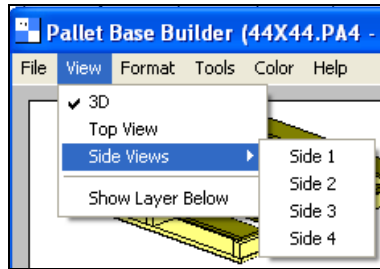 Pallet Base Builder (44X44.PA4 -
File View Format Tools Color Help
3D
Top View
Side Views
Show Layer Below
Side 1
Side 2
Side 3
Side 4